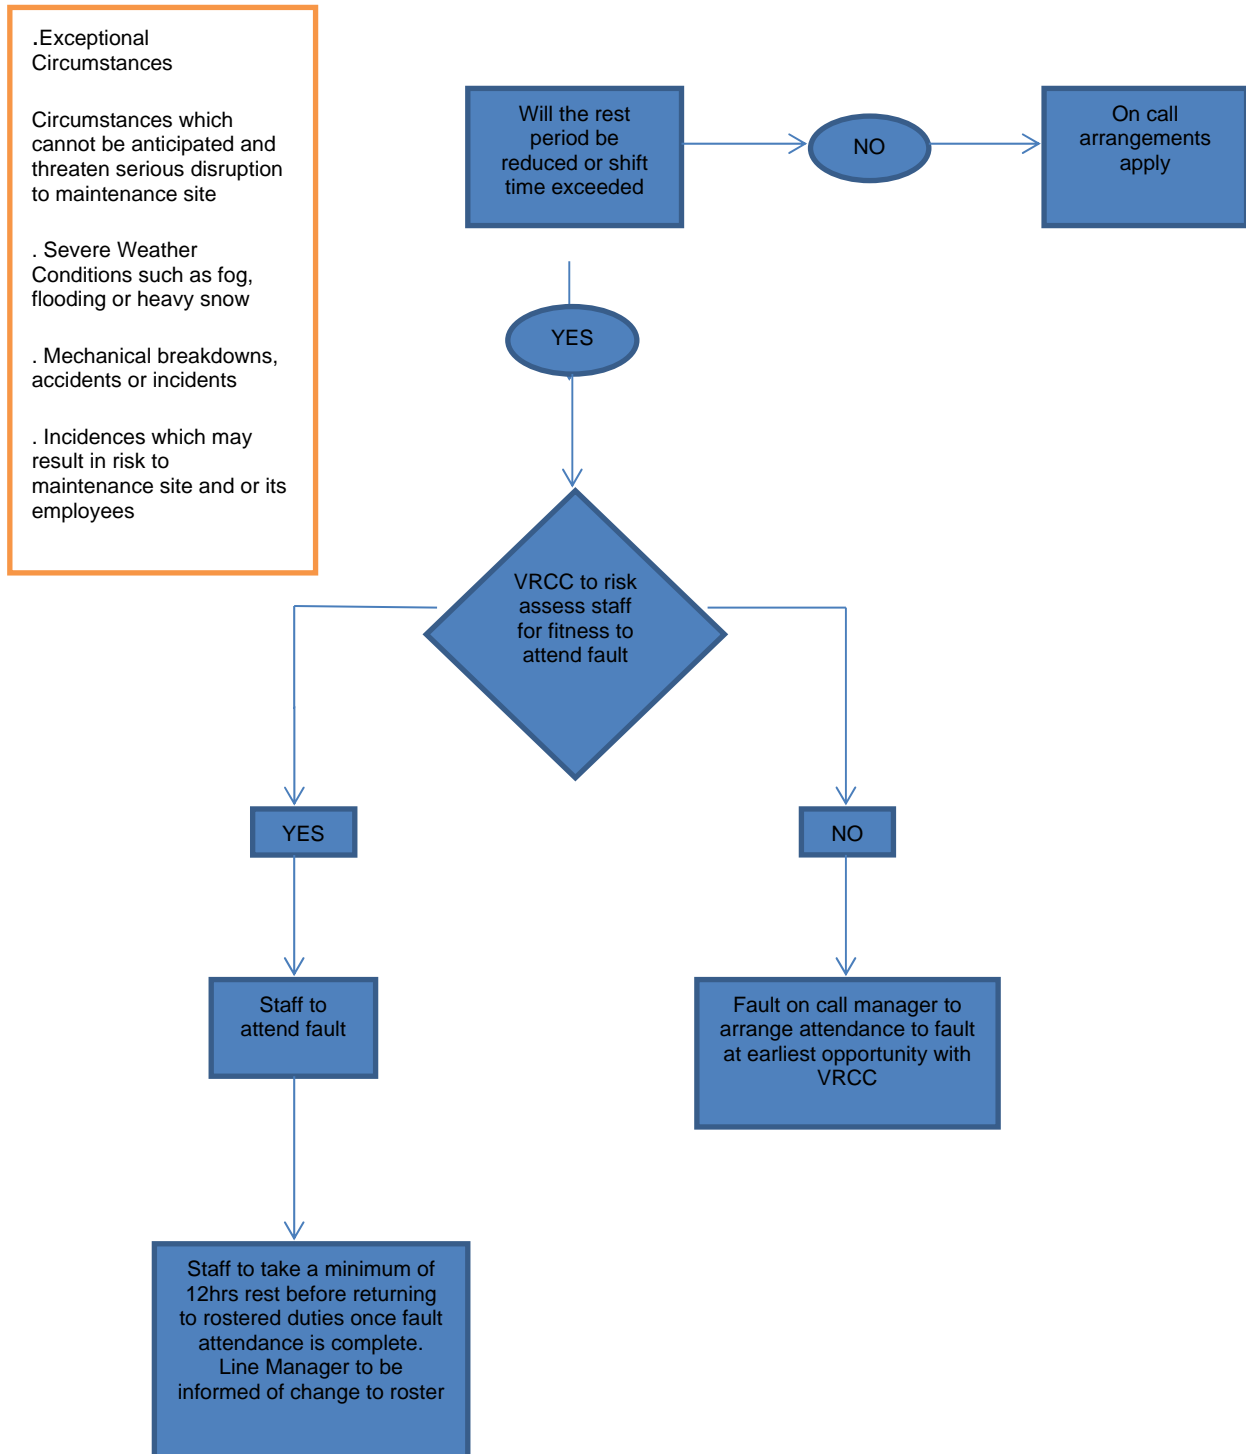 .Exceptional
Circumstances
Circumstances which
cannot be anticipated and
threaten serious disruption
to maintenance site
. Severe Weather
Conditions such as fog,
flooding or heavy snow
. Mechanical breakdowns,
accidents or incidents
. Incidences which may
result in risk to
maintenance site and or its
employees
Will the rest
period be
reduced or shift
time exceeded
NO
On call
arrangements
apply
YES
VRCC to risk
assess staff
for fitness to
attend fault
YES
NO
Staff to
attend fault
Fault on call manager to
arrange attendance to fault
at earliest opportunity with
VRCC
Staff to take a minimum of
12hrs rest before returning
to rostered duties once fault
attendance is complete.
Line Manager to be
informed of change to roster